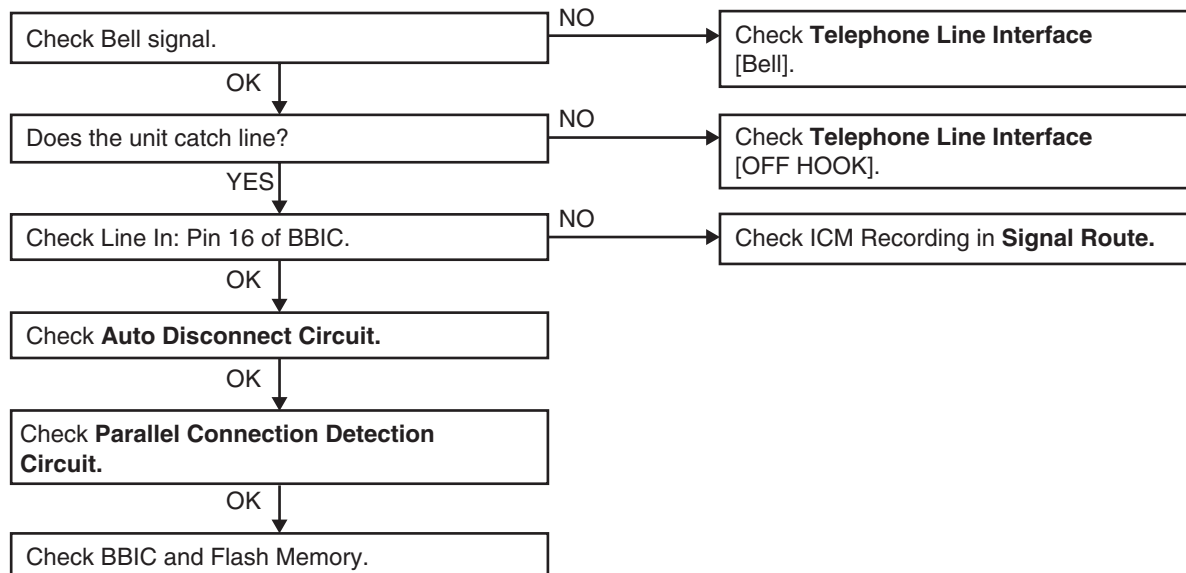 Check Bell signal.
NO
Check Telephone Line Interface
[Bell].
OK
Does the unit catch line?
NO
Check Telephone Line Interface
[OFF HOOK].
YES
Check Line In: Pin 16 of BBIC.
NO
Check ICM Recording in Signal Route.
OK
Check Auto Disconnect Circuit.
OK
Check Parallel Connection Detection
Circuit.
OK
Check BBIC and Flash Memory.